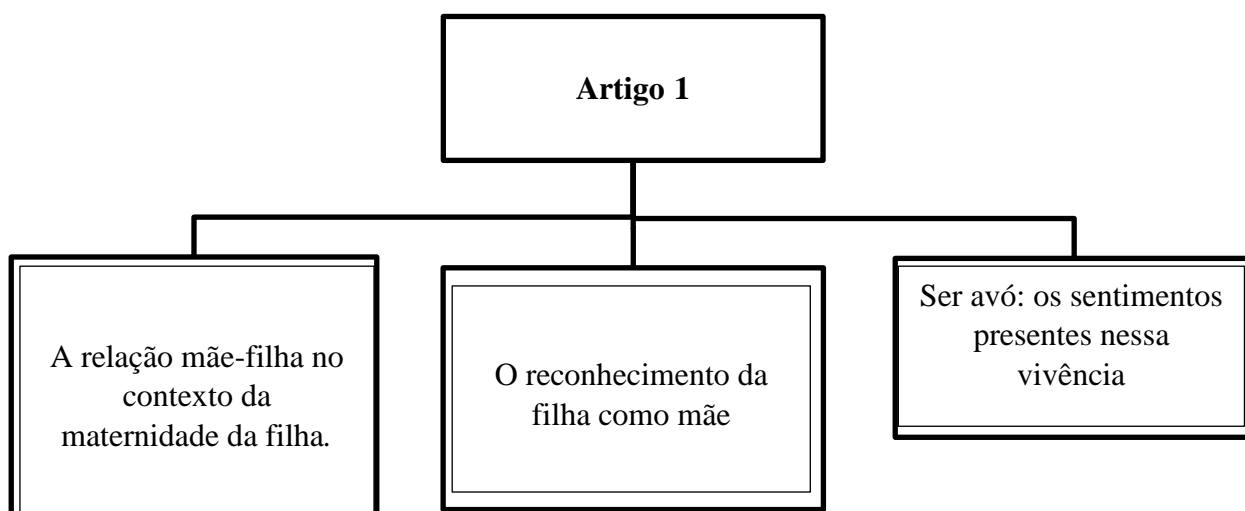 Artigo 1
A relação mãe-filha no
contexto da
maternidade da filha.
O reconhecimento da
filha como mãe
Ser avó: os sentimentos
presentes nessa
vivência